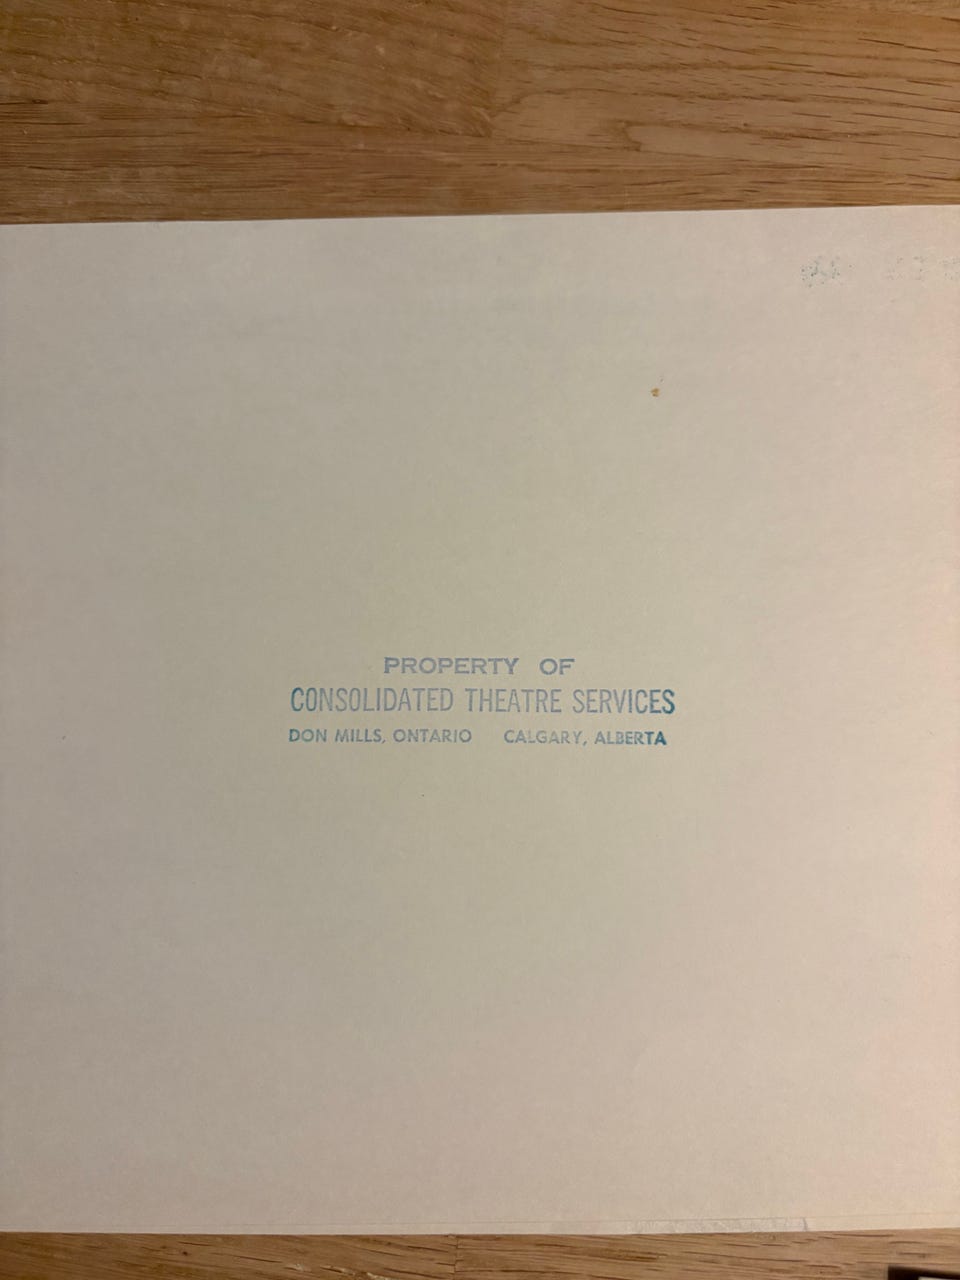 PROPERTY OF
CONSOLIDATED THEATRE SERVICES
DON MILLS, ONTARIO CALGARY, ALBERTA